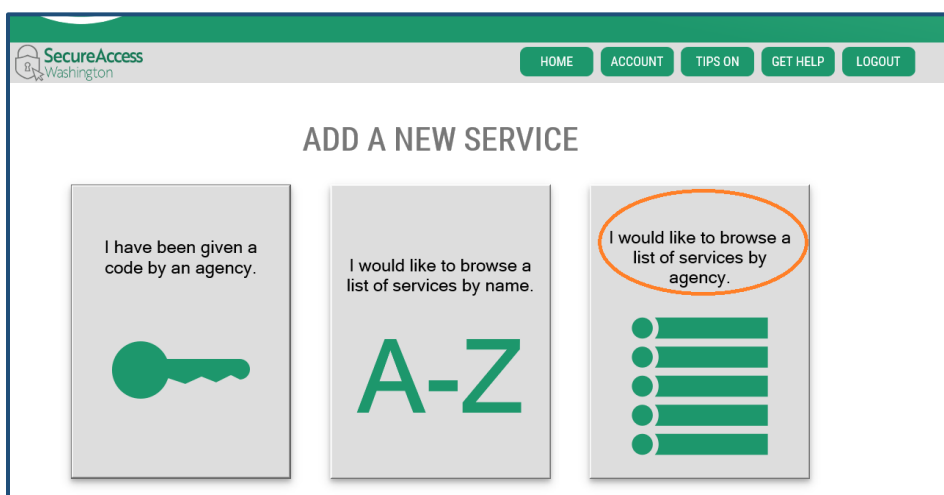 SecureAccess
Washington
HOME
ACCOUNT
TIPS ON
GET HELP
LOGOUT
ADD A NEW SERVICE
I have been given a
code by an agency.
I would like to browse a
list of services by name.
A-Z
I would like to browse a
list of services by
agency.